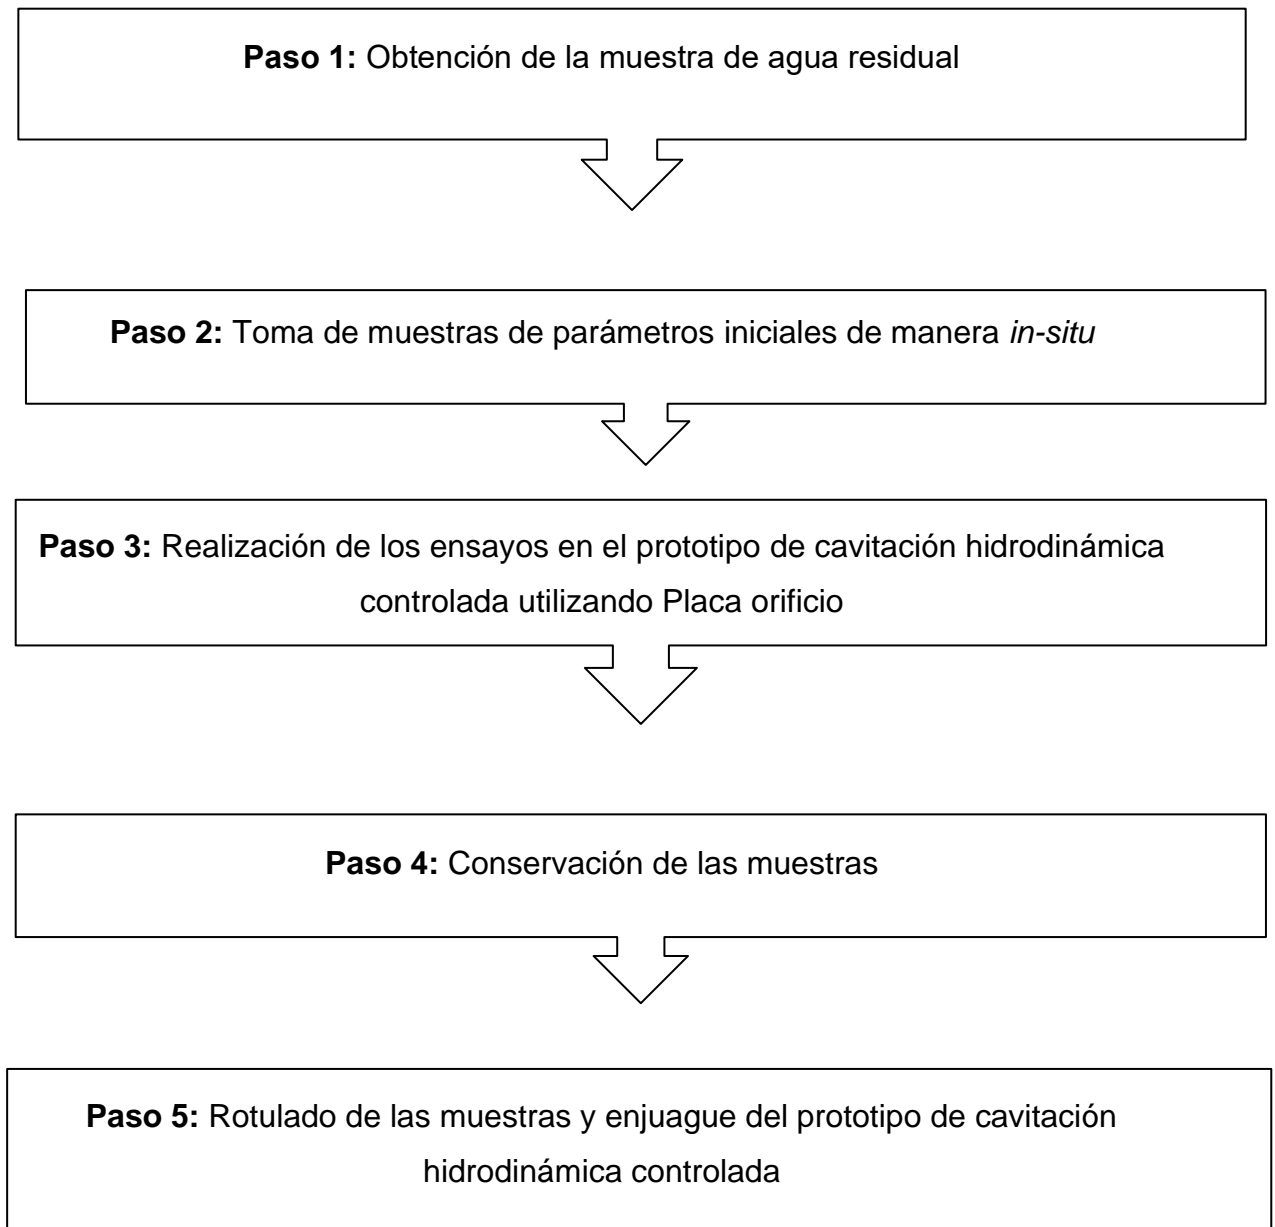 Paso 1: Obtención de la muestra de agua residual
Paso 2: Toma de muestras de parámetros iniciales de manera in-situ
Paso 3: Realización de los ensayos en el prototipo de cavitación hidrodinámica
controlada utilizando Placa orificio
Paso 4: Conservación de las muestras
Paso 5: Rotulado de las muestras y enjuague del prototipo de cavitación
hidrodinámica controlada